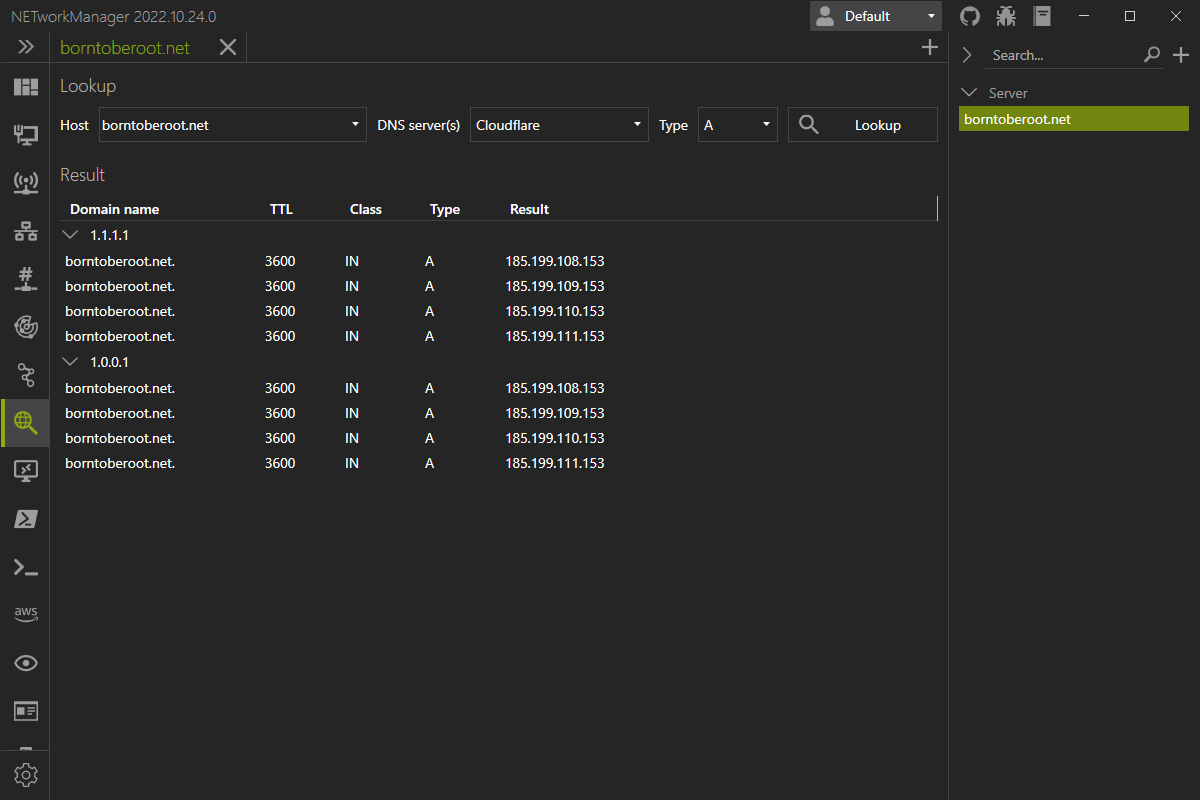 NETworkManager 2022.10.24.0
Default
borntoberoot.net
Search...
Lookup
Server
Host borntoberoot.net DNS server(s) Cloudflare Type A Lookup
borntoberoot.net
Result
Domain name TTL Class Type Result
1.1.1.1
borntoberoot.net. 3600 IN A 185.199.108.153
borntoberoot.net. 3600 IN A 185.199.109.153
borntoberoot.net. 3600 IN A 185.199.110.153
borntoberoot.net. 3600 IN A 185.199.111.153
1.0.0.1
borntoberoot.net. 3600 IN A 185.199.108.153
borntoberoot.net. 3600 IN A 185.199.109.153
borntoberoot.net. 3600 IN A 185.199.110.153
borntoberoot.net. 3600 IN A 185.199.111.153
aws